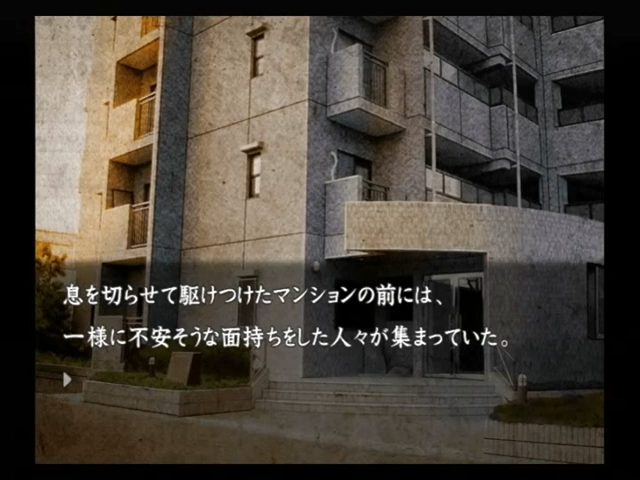 息を切らせて駆けつけたマンションの前には、
一様に不安そうな面持ちをした人々が集まっていた。